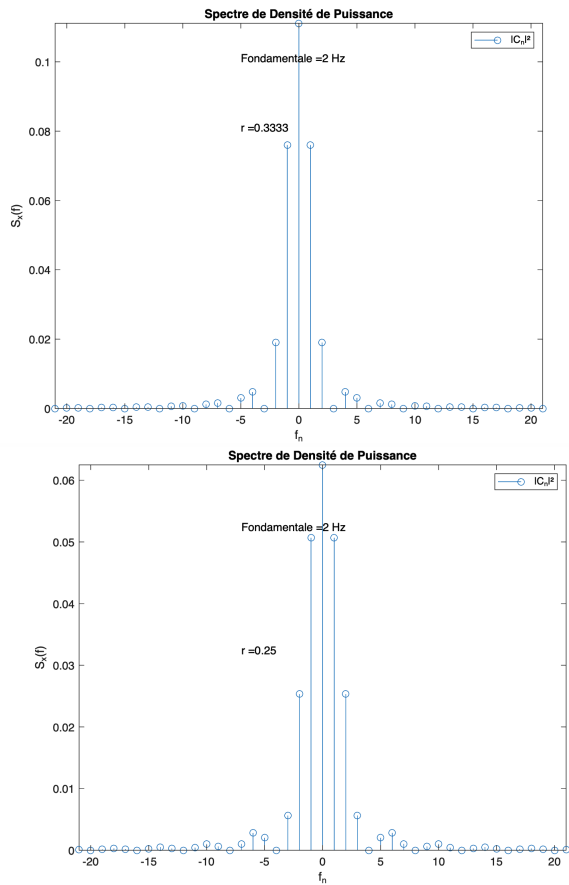 Spectre de Densité de Puissance
|Cₙ|²
Fondamentale =2 Hz
r =0.3333
Sₓ(f)
0.1
0.08
0.06
0.04
0.02
0
-20 -15 -10 -5 0 5 10 15 20
fₙ
Spectre de Densité de Puissance
|Cₙ|²
Fondamentale =2 Hz
r =0.25
Sₓ(f)
0.06
0.05
0.04
0.03
0.02
0.01
0
-20 -15 -10 -5 0 5 10 15 20
fₙ